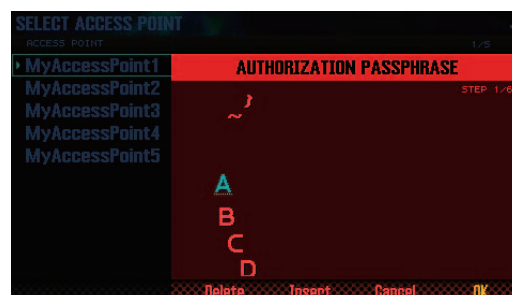 SELECT ACCESS POINT
ACCESS POINT 1/5
MyAccessPoint1
MyAccessPoint2
MyAccessPoint3
MyAccessPoint4
MyAccessPoint5
AUTHORIZATION PASSPHRASE
STEP 1/6
}
~
A
B
C
D
Delete Insert Cancel OK